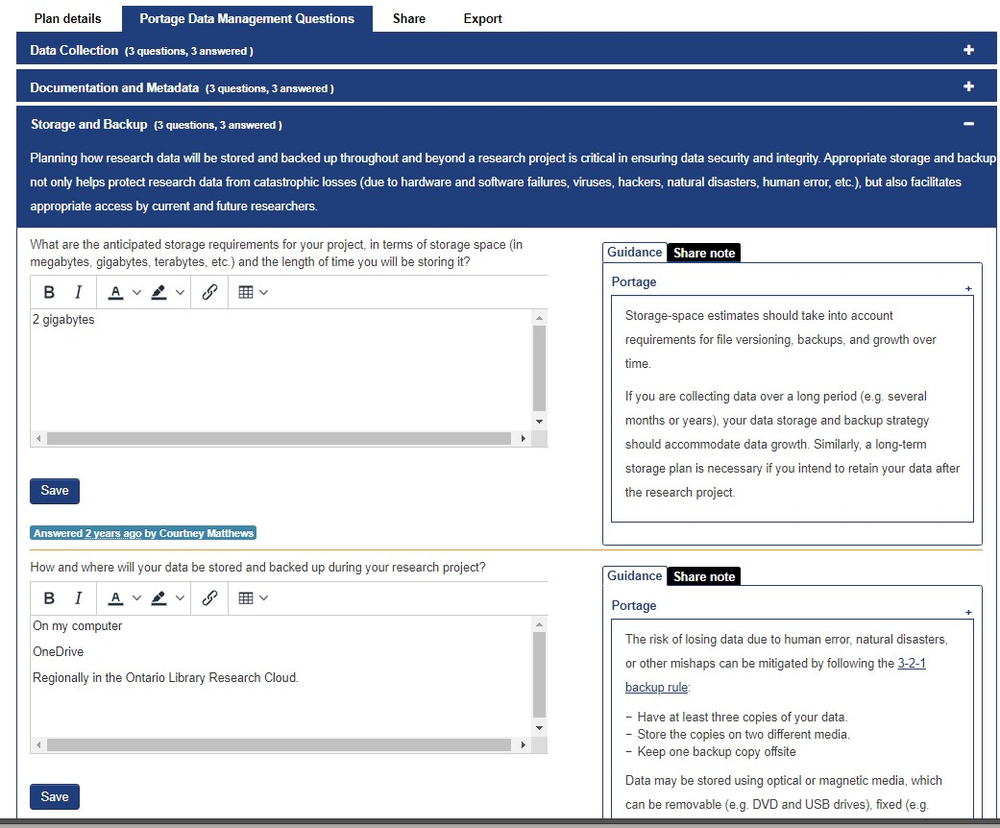 Plan details Portage Data Management Questions Share Export
Data Collection (3 questions, 3 answered ) +
Documentation and Metadata (3 questions, 3 answered ) +
Storage and Backup (3 questions, 3 answered ) −
Planning how research data will be stored and backed up throughout and beyond a research project is critical in ensuring data security and integrity. Appropriate storage and backup
not only helps protect research data from catastrophic losses (due to hardware and software failures, viruses, hackers, natural disasters, human error, etc.), but also facilitates
appropriate access by current and future researchers.
What are the anticipated storage requirements for your project, in terms of storage space (in
megabytes, gigabytes, terabytes, etc.) and the length of time you will be storing it?
B I A
2 gigabytes
Save
Answered 2 years ago by Courtney Matthews
Guidance Share note
Portage +
Storage-space estimates should take into account
requirements for file versioning, backups, and growth over
time.
If you are collecting data over a long period (e.g. several
months or years), your data storage and backup strategy
should accommodate data growth. Similarly, a long-term
storage plan is necessary if you intend to retain your data after
the research project.
How and where will your data be stored and backed up during your research project?
B I A
On my computer
OneDrive
Regionally in the Ontario Library Research Cloud.
Save
Guidance Share note
Portage +
The risk of losing data due to human error, natural disasters,
or other mishaps can be mitigated by following the 3-2-1
backup rule:
− Have at least three copies of your data.
− Store the copies on two different media.
− Keep one backup copy offsite
Data may be stored using optical or magnetic media, which
can be removable (e.g. DVD and USB drives), fixed (e.g.